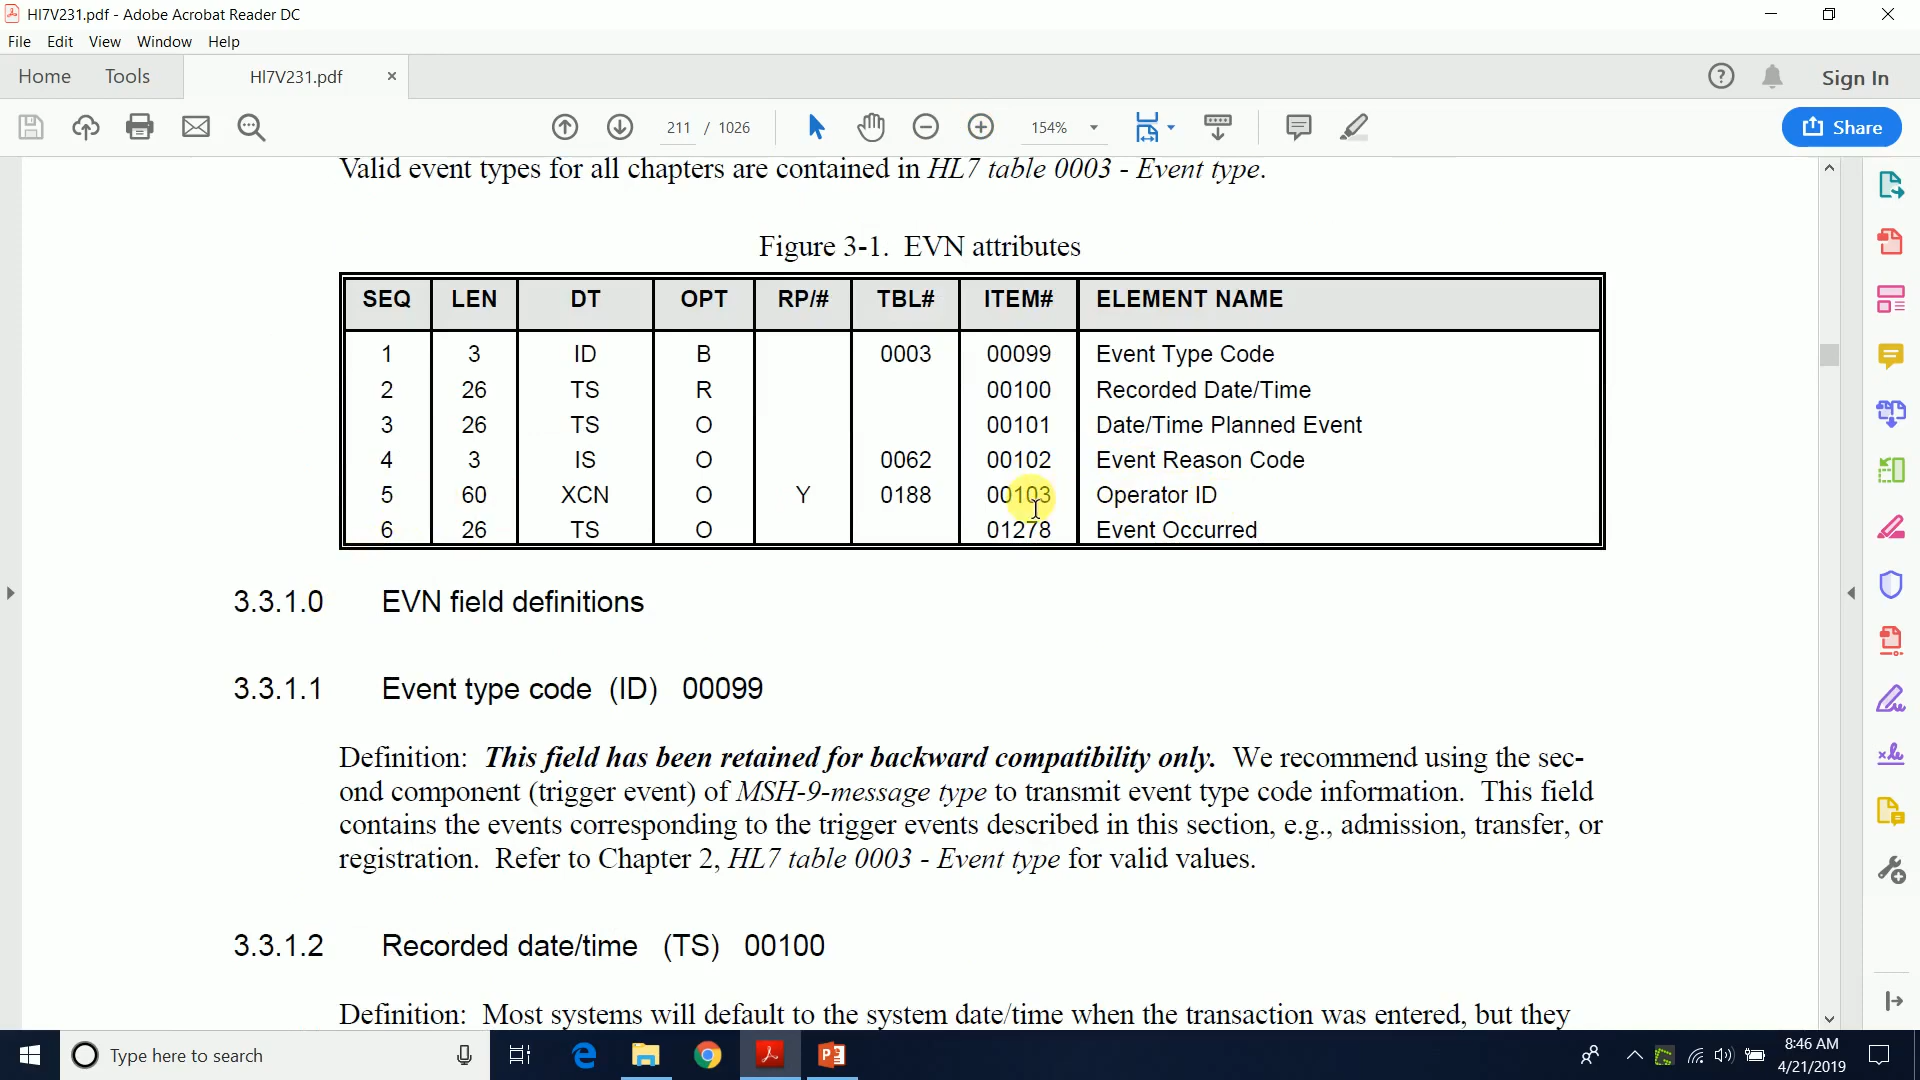 Hl7V231.pdf - Adobe Acrobat Reader DC
File Edit View Window Help
Home Tools Hl7V231.pdf × Sign In
211 / 1026 154% Share
Valid event types for all chapters are contained in HL7 table 0003 - Event type.
Figure 3-1. EVN attributes
SEQ LEN DT OPT RP/# TBL# ITEM# ELEMENT NAME
1 3 ID B 0003 00099 Event Type Code
2 26 TS R 00100 Recorded Date/Time
3 26 TS O 00101 Date/Time Planned Event
4 3 IS O 0062 00102 Event Reason Code
5 60 XCN O Y 0188 00103 Operator ID
6 26 TS O 01278 Event Occurred
3.3.1.0 EVN field definitions
3.3.1.1 Event type code (ID) 00099
Definition: This field has been retained for backward compatibility only. We recommend using the sec-
ond component (trigger event) of MSH-9-message type to transmit event type code information. This field
contains the events corresponding to the trigger events described in this section, e.g., admission, transfer, or
registration. Refer to Chapter 2, HL7 table 0003 - Event type for valid values.
3.3.1.2 Recorded date/time (TS) 00100
Definition: Most systems will default to the system date/time when the transaction was entered, but they
Type here to search
8:46 AM
4/21/2019